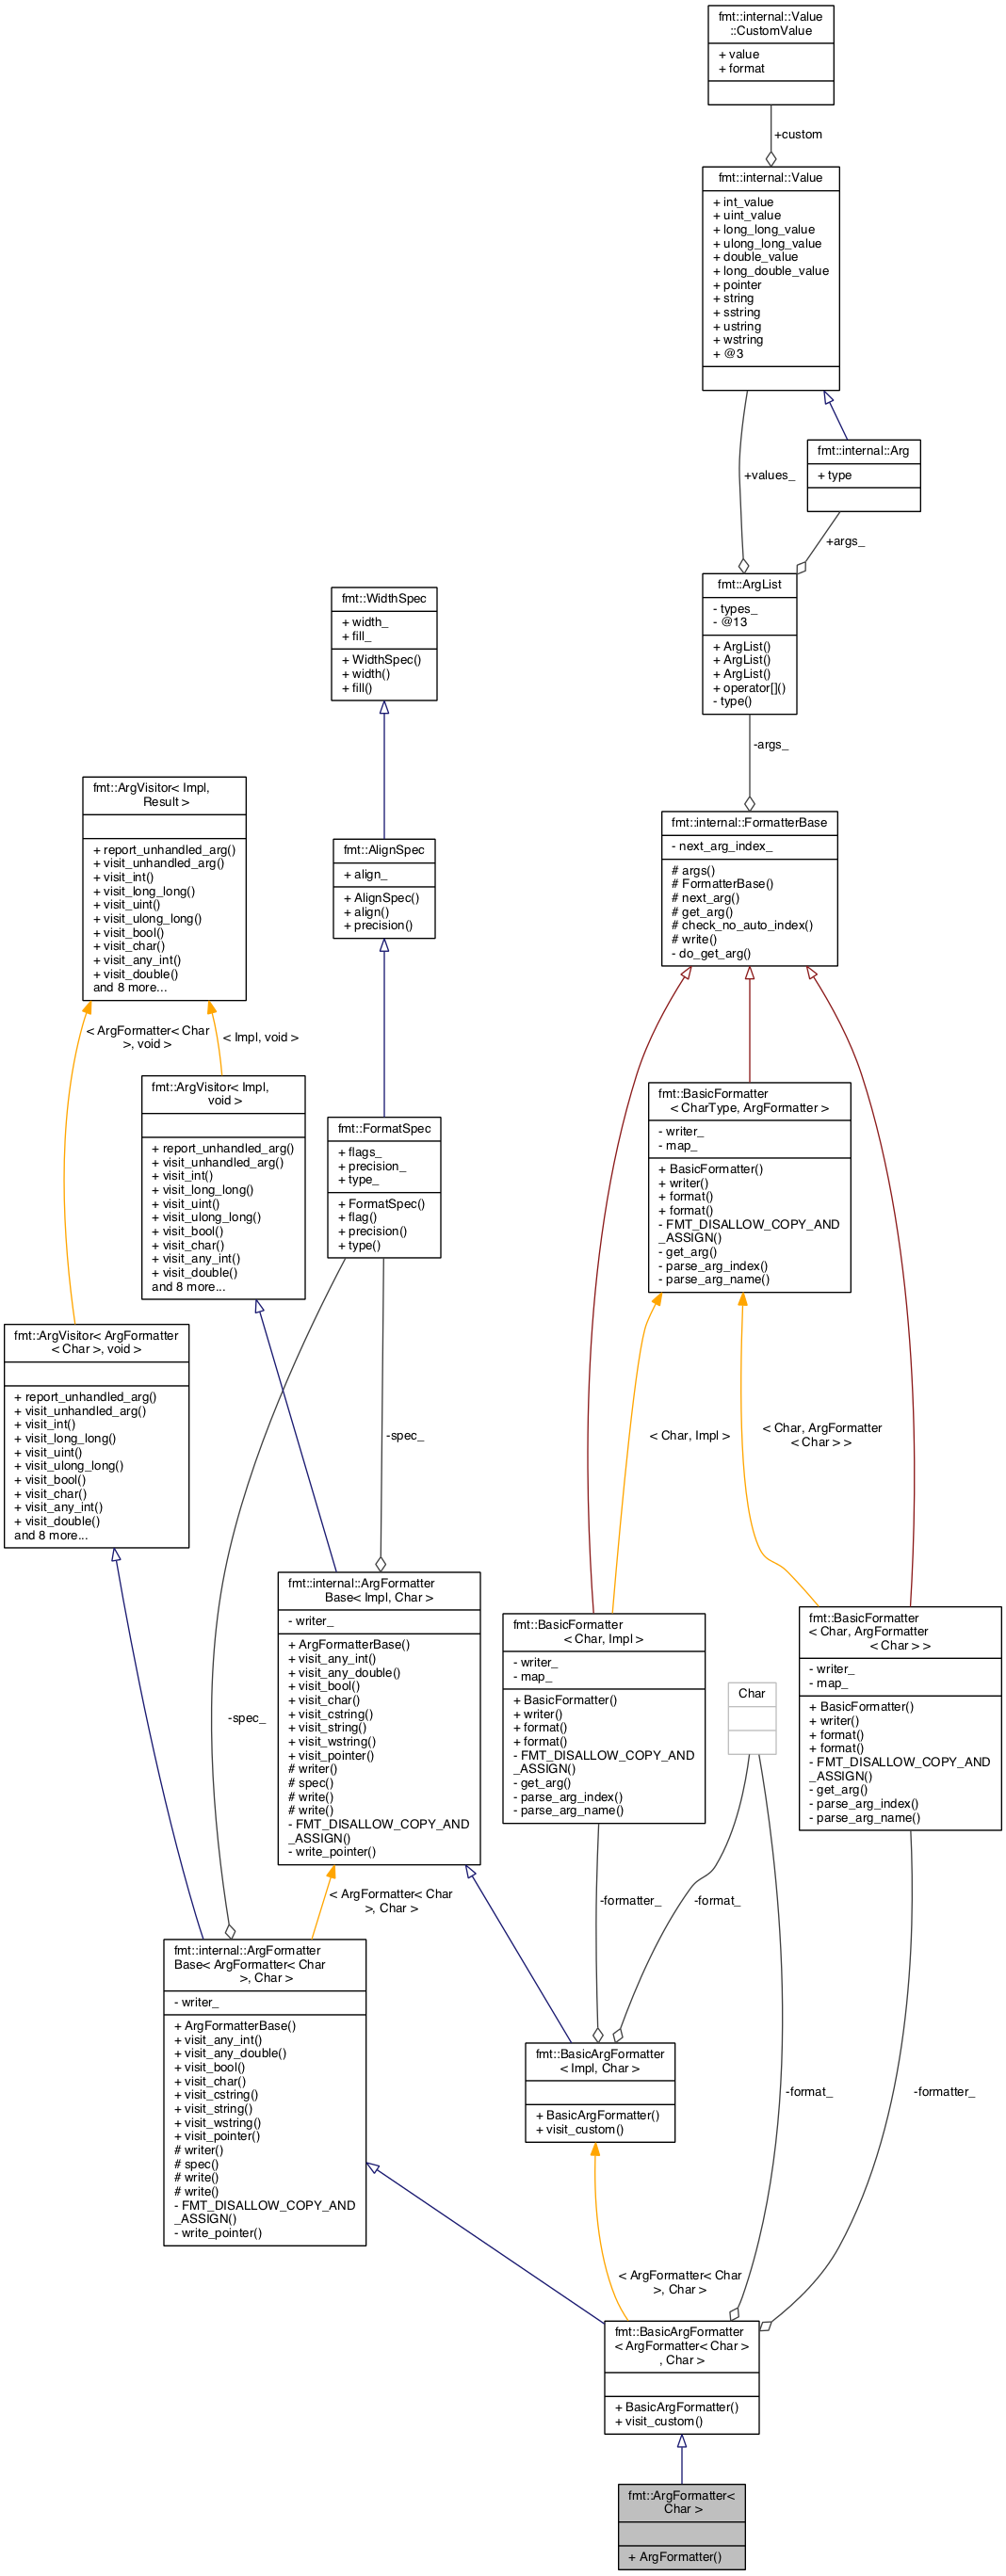 fmt::internal::Value
::CustomValue
+ value
+ format
+custom
fmt::internal::Value
+ int_value
+ uint_value
+ long_long_value
+ ulong_long_value
+ double_value
+ long_double_value
+ pointer
+ string
+ sstring
+ ustring
+ wstring
+ @3
fmt::internal::Arg
+ type
+values_
+args_
fmt::ArgList
- types_
- @13
+ ArgList()
+ ArgList()
+ ArgList()
+ operator[]()
- type()
fmt::WidthSpec
+ width_
+ fill_
+ WidthSpec()
+ width()
+ fill()
-args_
fmt::ArgVisitor< Impl,
Result >
+ report_unhandled_arg()
+ visit_unhandled_arg()
+ visit_int()
+ visit_long_long()
+ visit_uint()
+ visit_ulong_long()
+ visit_bool()
+ visit_char()
+ visit_any_int()
+ visit_double()
and 8 more...
fmt::AlignSpec
+ align_
+ AlignSpec()
+ align()
+ precision()
fmt::internal::FormatterBase
- next_arg_index_
# args()
# FormatterBase()
# next_arg()
# get_arg()
# check_no_auto_index()
# write()
- do_get_arg()
< ArgFormatter< Char
>, void >
< Impl, void >
fmt::ArgVisitor< Impl,
void >
+ report_unhandled_arg()
+ visit_unhandled_arg()
+ visit_int()
+ visit_long_long()
+ visit_uint()
+ visit_ulong_long()
+ visit_bool()
+ visit_char()
+ visit_any_int()
+ visit_double()
and 8 more...
fmt::FormatSpec
+ flags_
+ precision_
+ type_
+ FormatSpec()
+ flag()
+ precision()
+ type()
fmt::BasicFormatter
< CharType, ArgFormatter >
- writer_
- map_
+ BasicFormatter()
+ writer()
+ format()
+ format()
- FMT_DISALLOW_COPY_AND
_ASSIGN()
- get_arg()
- parse_arg_index()
- parse_arg_name()
fmt::ArgVisitor< ArgFormatter
< Char >, void >
+ report_unhandled_arg()
+ visit_unhandled_arg()
+ visit_int()
+ visit_long_long()
+ visit_uint()
+ visit_ulong_long()
+ visit_bool()
+ visit_char()
+ visit_any_int()
+ visit_double()
and 8 more...
-spec_
< Char, Impl >
< Char, ArgFormatter
< Char > >
fmt::internal::ArgFormatter
Base< Impl, Char >
- writer_
+ ArgFormatterBase()
+ visit_any_int()
+ visit_any_double()
+ visit_bool()
+ visit_char()
+ visit_cstring()
+ visit_string()
+ visit_wstring()
+ visit_pointer()
# writer()
# spec()
# write()
# write()
- FMT_DISALLOW_COPY_AND
_ASSIGN()
- write_pointer()
fmt::BasicFormatter
< Char, Impl >
- writer_
- map_
+ BasicFormatter()
+ writer()
+ format()
+ format()
- FMT_DISALLOW_COPY_AND
_ASSIGN()
- get_arg()
- parse_arg_index()
- parse_arg_name()
Char
fmt::BasicFormatter
< Char, ArgFormatter
< Char > >
- writer_
- map_
+ BasicFormatter()
+ writer()
+ format()
+ format()
- FMT_DISALLOW_COPY_AND
_ASSIGN()
- get_arg()
- parse_arg_index()
- parse_arg_name()
-spec_
< ArgFormatter< Char
>, Char >
-formatter_
-format_
fmt::internal::ArgFormatter
Base< ArgFormatter< Char
>, Char >
- writer_
+ ArgFormatterBase()
+ visit_any_int()
+ visit_any_double()
+ visit_bool()
+ visit_char()
+ visit_cstring()
+ visit_string()
+ visit_wstring()
+ visit_pointer()
# writer()
# spec()
# write()
# write()
- FMT_DISALLOW_COPY_AND
_ASSIGN()
- write_pointer()
fmt::BasicArgFormatter
< Impl, Char >
+ BasicArgFormatter()
+ visit_custom()
-format_
-formatter_
< ArgFormatter< Char
>, Char >
fmt::BasicArgFormatter
< ArgFormatter< Char >
, Char >
+ BasicArgFormatter()
+ visit_custom()
fmt::ArgFormatter<
Char >
+ ArgFormatter()